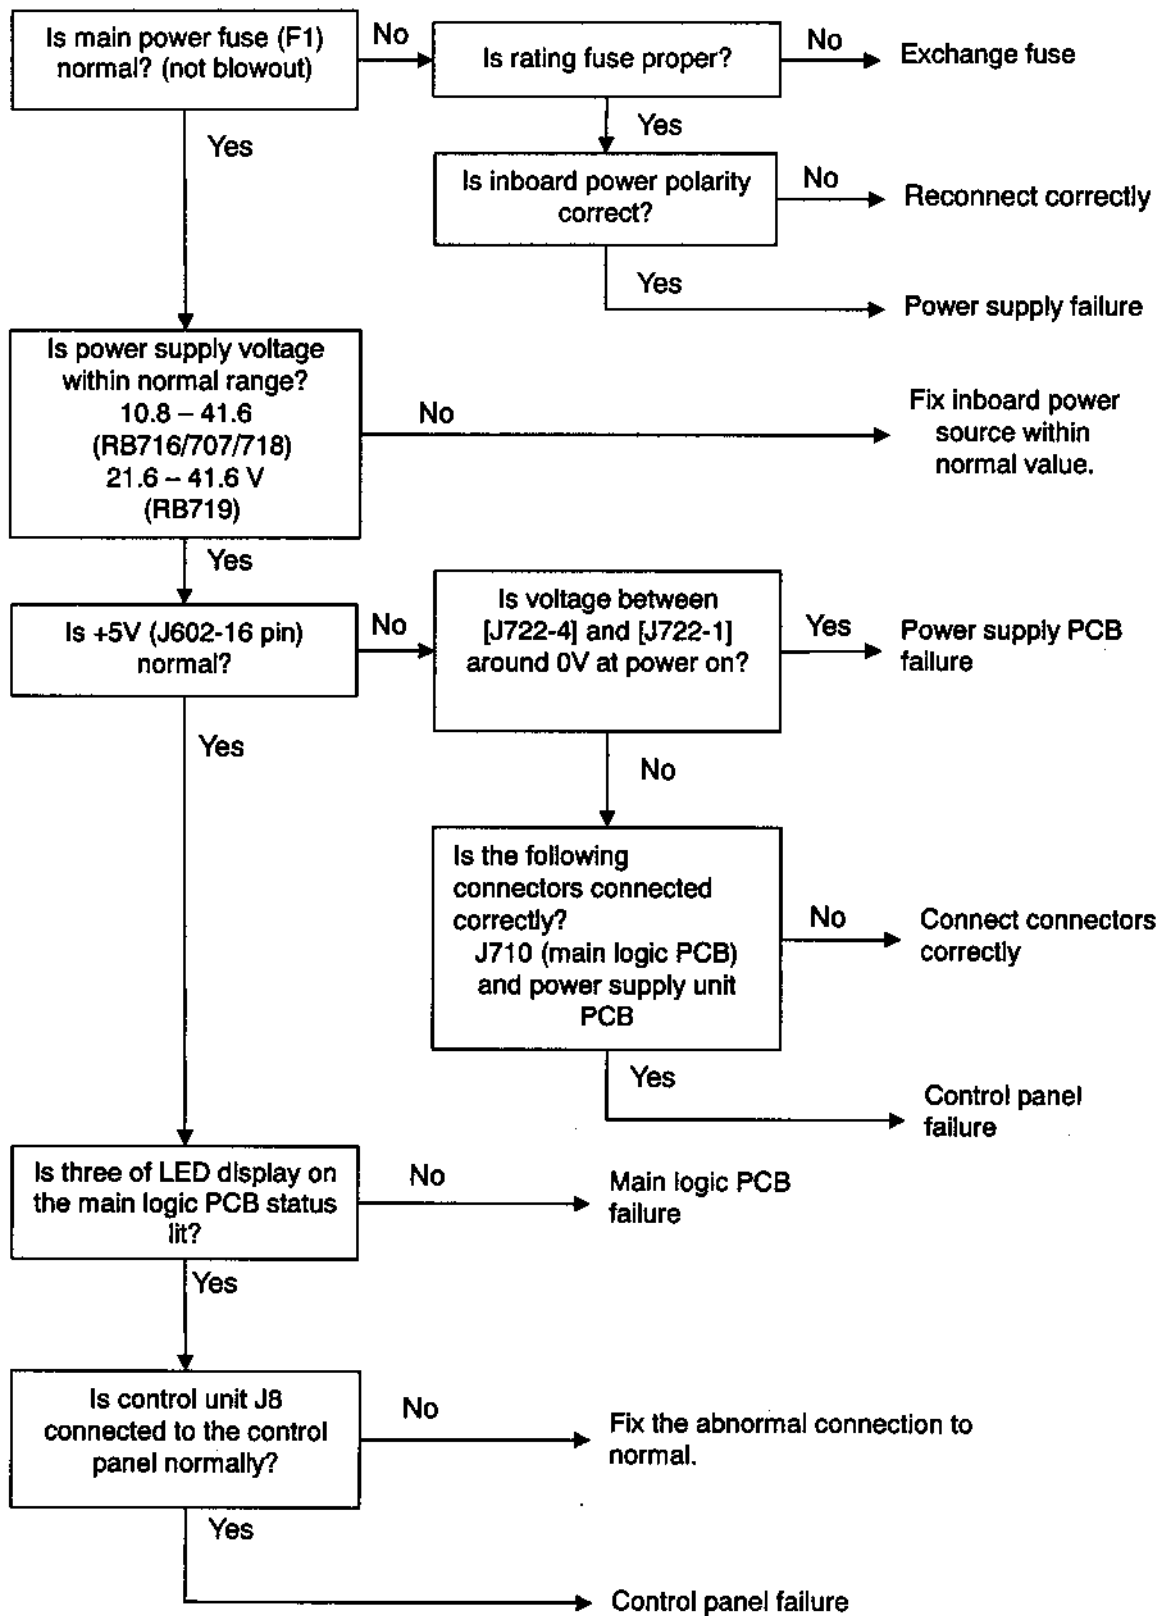 Is main power fuse (F1)
normal? (not blowout)
No
Is rating fuse proper?
No
Exchange fuse
Yes
Yes
Is inboard power polarity
correct?
No
Reconnect correctly
Yes
Power supply failure
Is power supply voltage
within normal range?
10.8 – 41.6
(RB716/707/718)
21.6 – 41.6 V
(RB719)
No
Fix inboard power
source within
normal value.
Yes
Is +5V (J602-16 pin)
normal?
No
Is voltage between
[J722-4] and [J722-1]
around 0V at power on?
Yes
Power supply PCB
failure
Yes
No
Is the following
connectors connected
correctly?
J710 (main logic PCB)
and power supply unit
PCB
No
Connect connectors
correctly
Yes
Control panel
failure
Is three of LED display on
the main logic PCB status
lit?
No
Main logic PCB
failure
Yes
Is control unit J8
connected to the control
panel normally?
No
Fix the abnormal connection to
normal.
Yes
Control panel failure